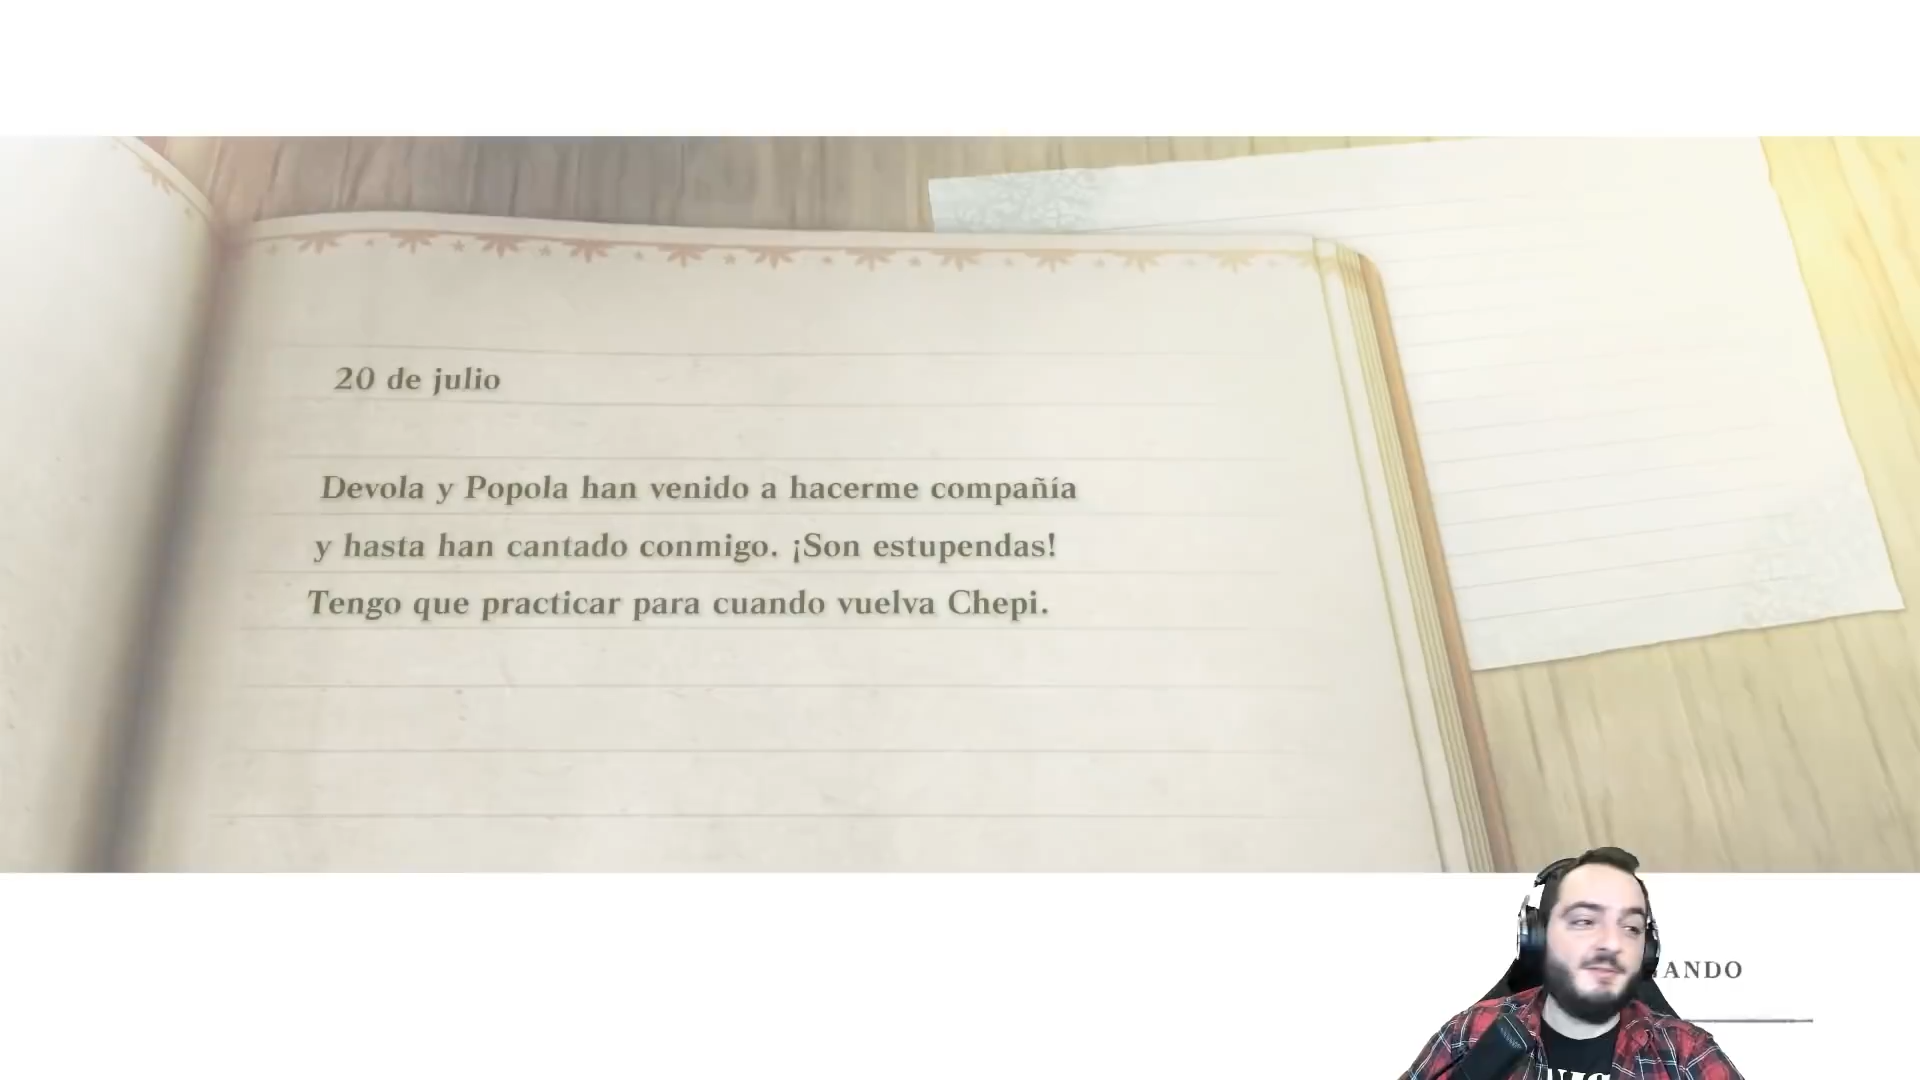 20 de julio
Devola y Popola han venido a hacerme compañía
y hasta han cantado conmigo. ¡Son estupendas!
Tengo que practicar para cuando vuelva Chepi.